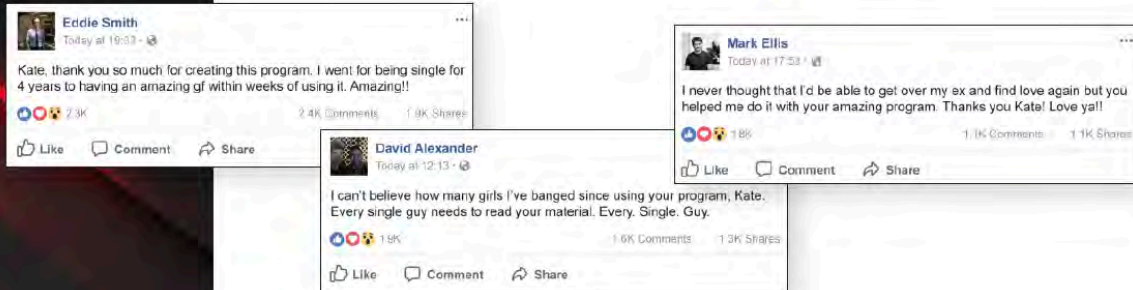 Eddie Smith
Today at 19:33
Kate, thank you so much for creating this program. I went for being single for
4 years to having an amazing gf within weeks of using it. Amazing!!
2.3K 2.4K Comments 1.9K Shares
Like Comment Share
David Alexander
Today at 12:13
I can't believe how many girls I've banged since using your program, Kate.
Every single guy needs to read your material. Every. Single. Guy.
1.9K 1.6K Comments 1.3K Shares
Like Comment Share
Mark Ellis
Today at 17:53
I never thought that I'd be able to get over my ex and find love again but you
helped me do it with your amazing program. Thanks you Kate! Love ya!!
Comments 1.1K Shares
Like Comment Share